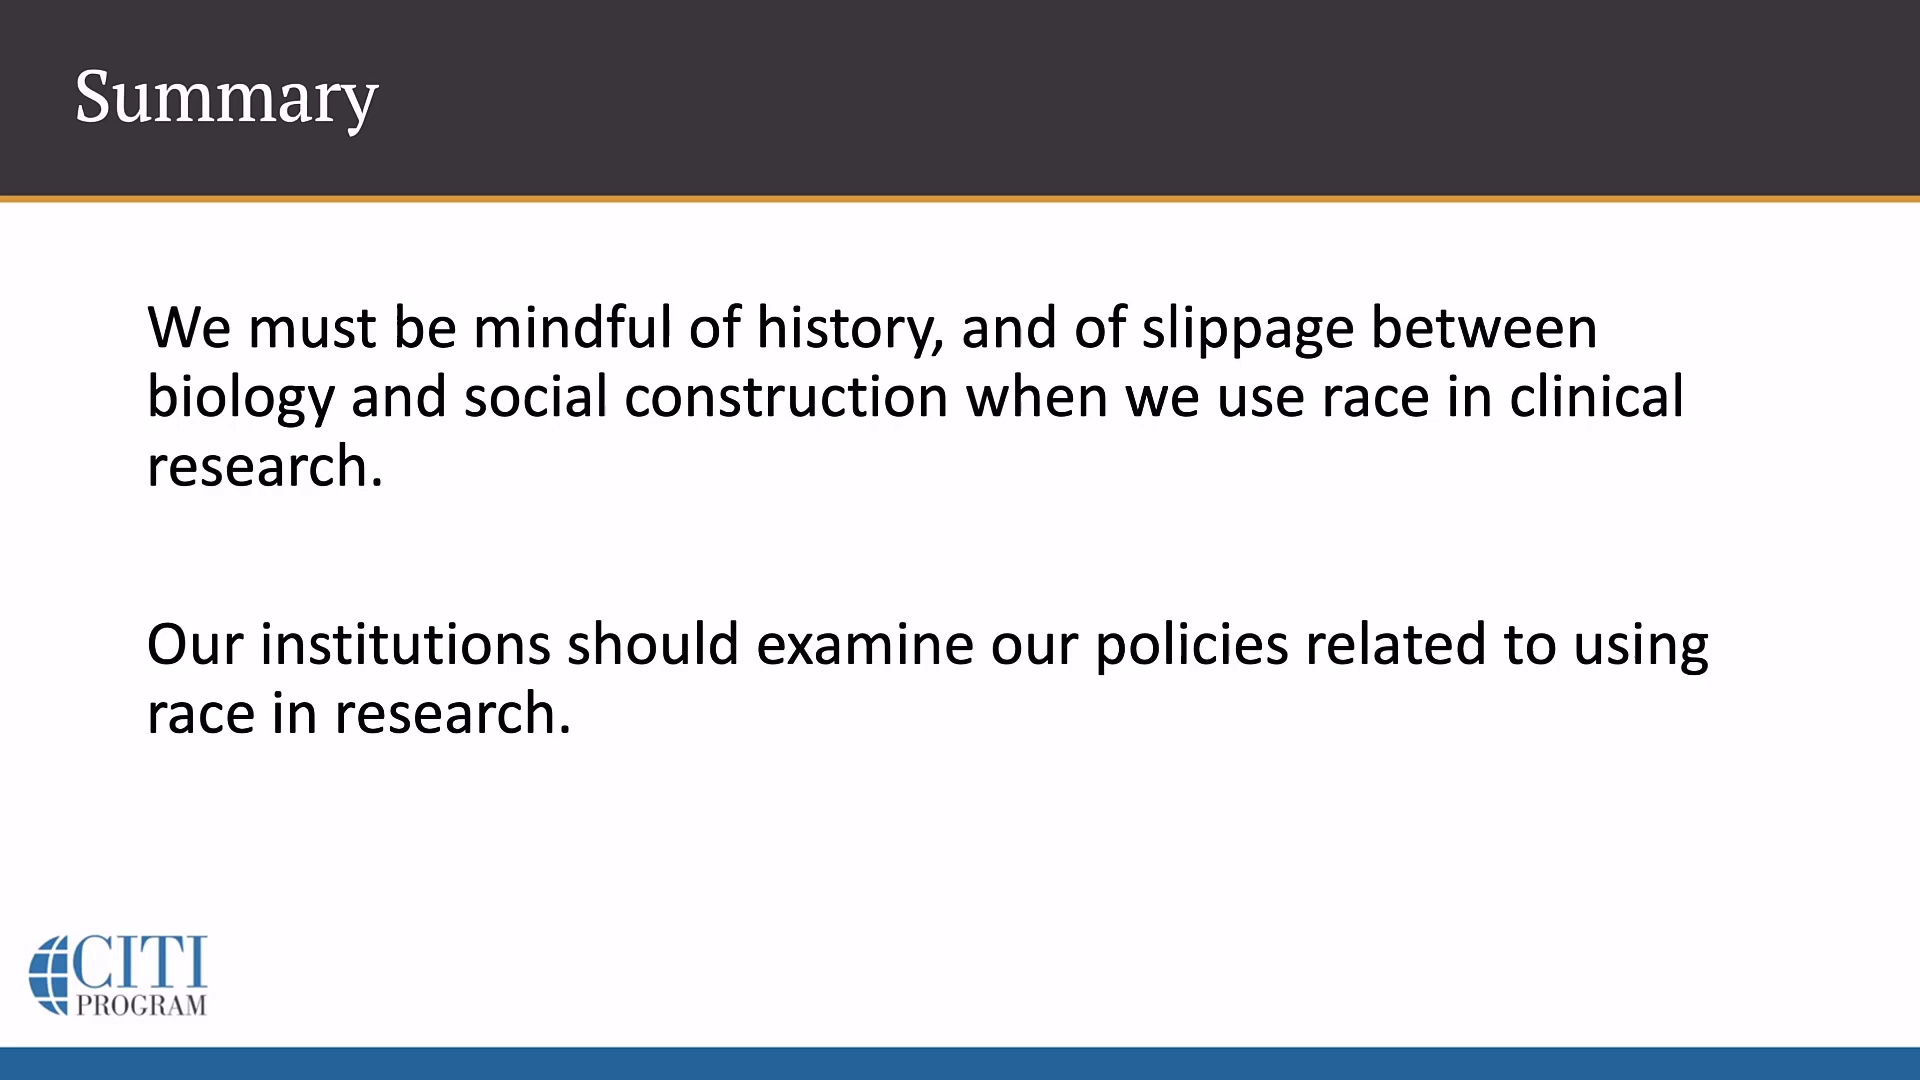 Summary
We must be mindful of history, and of slippage between
biology and social construction when we use race in clinical
research.
Our institutions should examine our policies related to using
race in research.
CITI
PROGRAM